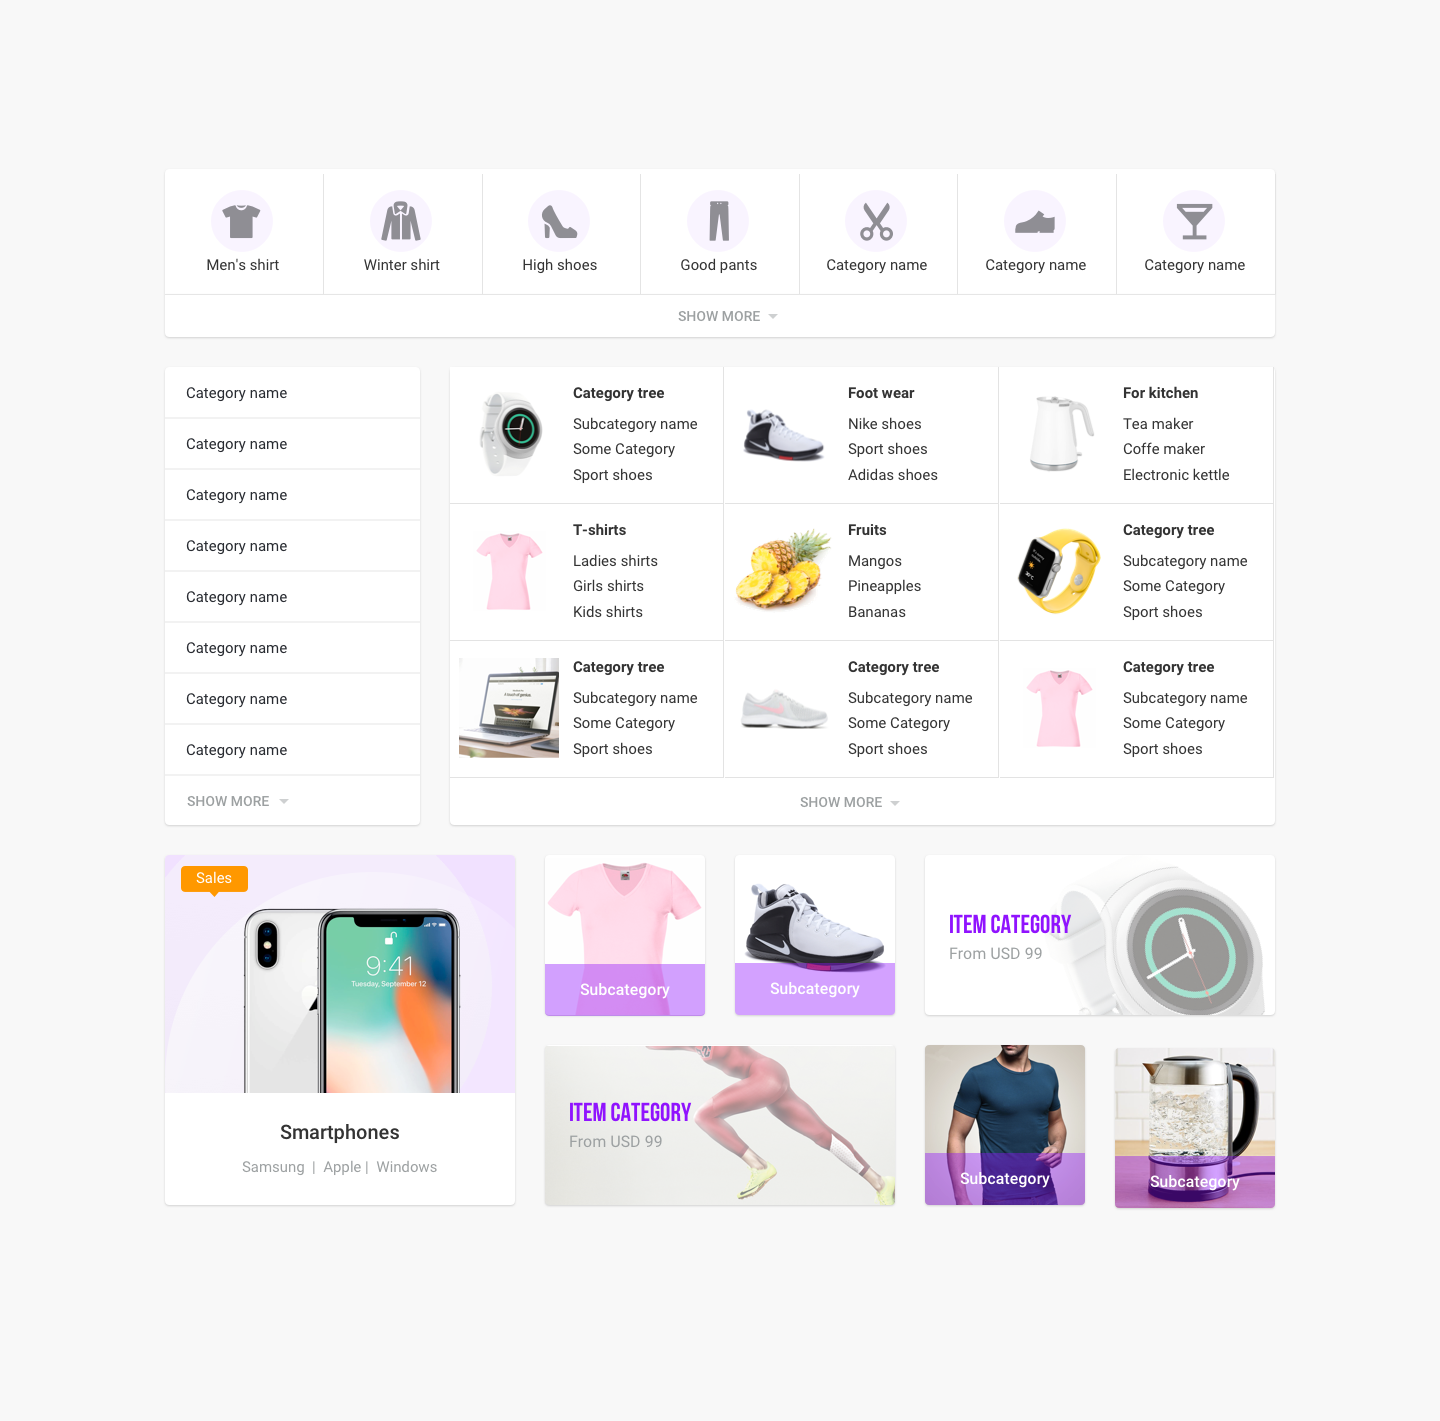 Men's shirt
Winter shirt
High shoes
Good pants
Category name
Category name
Category name
SHOW MORE
Category name
Category name
Category name
Category name
Category name
Category name
Category name
Category name
SHOW MORE
Category tree
Subcategory name
Some Category
Sport shoes
Foot wear
Nike shoes
Sport shoes
Adidas shoes
For kitchen
Tea maker
Coffe maker
Electronic kettle
T-shirts
Ladies shirts
Girls shirts
Kids shirts
Fruits
Mangos
Pineapples
Bananas
Category tree
Subcategory name
Some Category
Sport shoes
Category tree
Subcategory name
Some Category
Sport shoes
Category tree
Subcategory name
Some Category
Sport shoes
Category tree
Subcategory name
Some Category
Sport shoes
SHOW MORE
Sales
9:41
Tuesday, September 12
Smartphones
Samsung | Apple | Windows
Subcategory
Subcategory
ITEM CATEGORY
From USD 99
ITEM CATEGORY
From USD 99
Subcategory
Subcategory